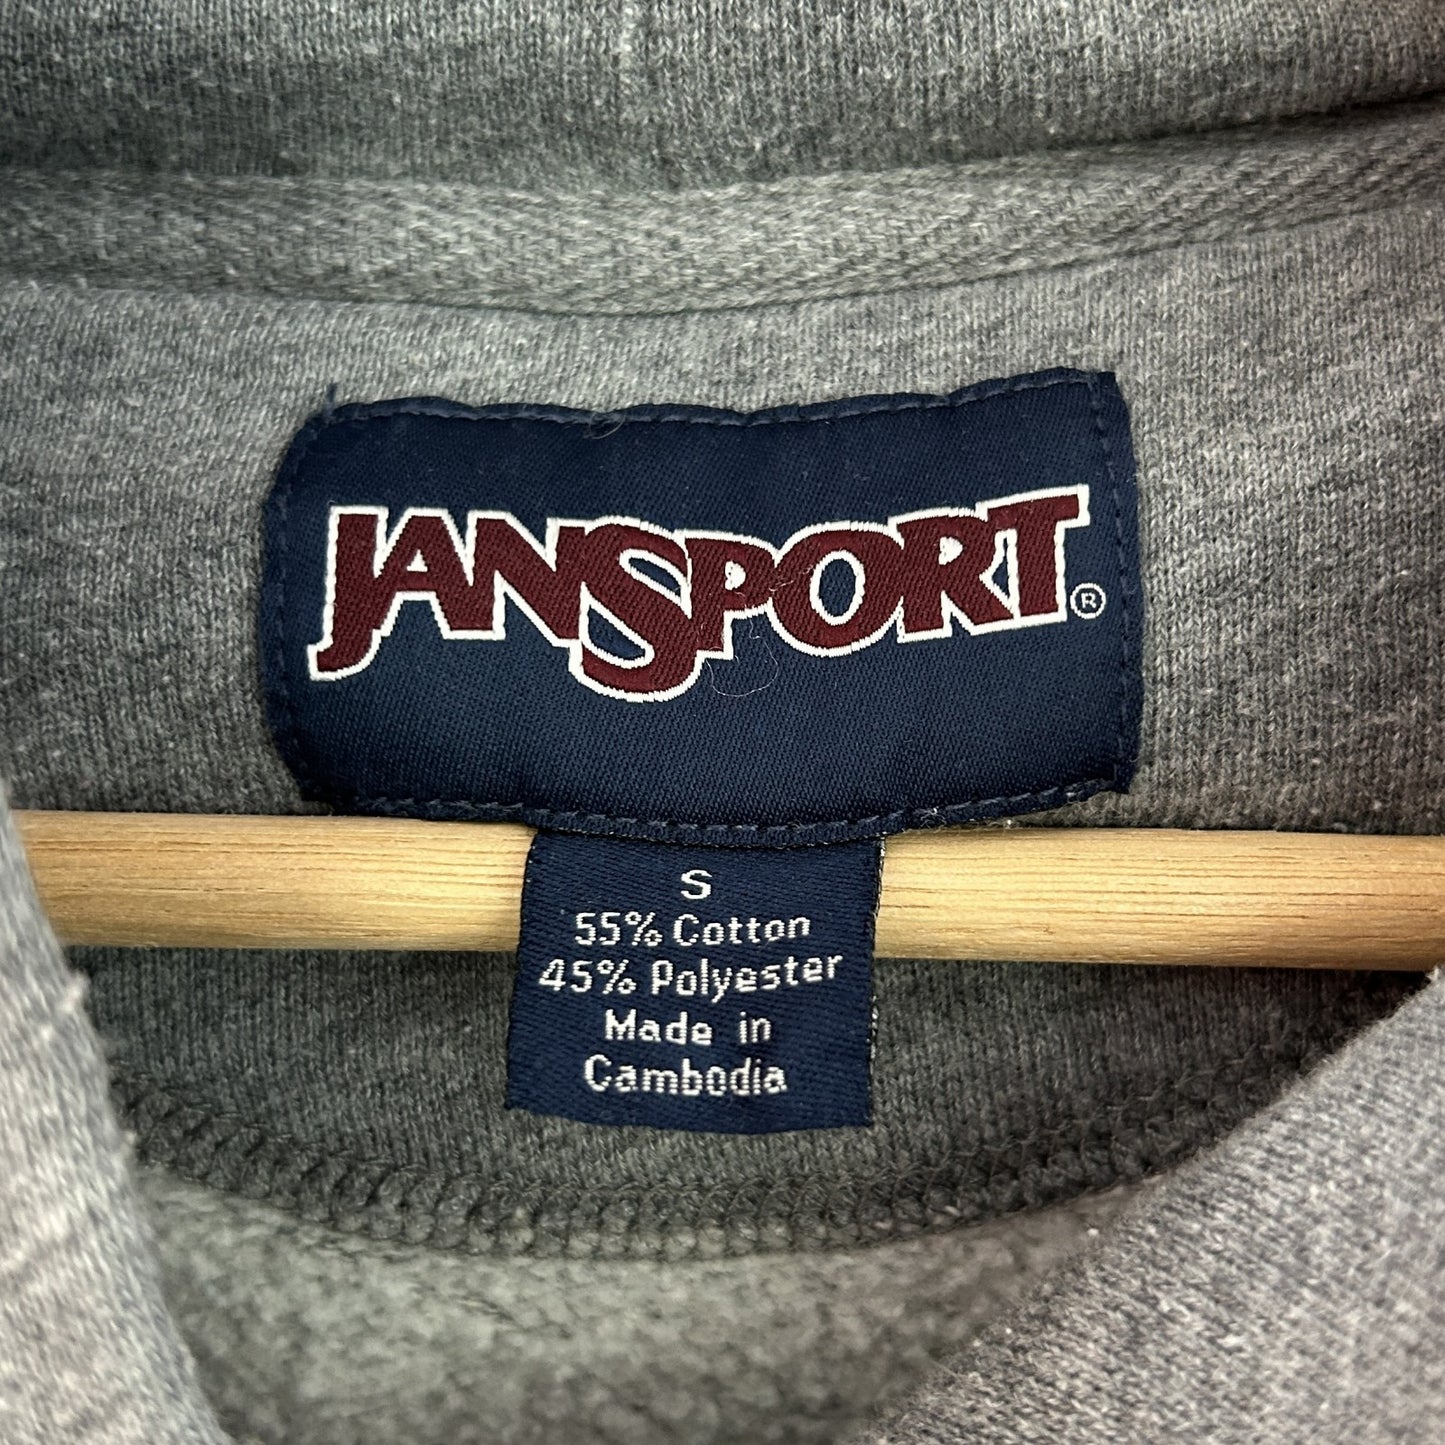 JANSPORT®
S
55% Cotton
45% Polyester
Made in
Cambodia